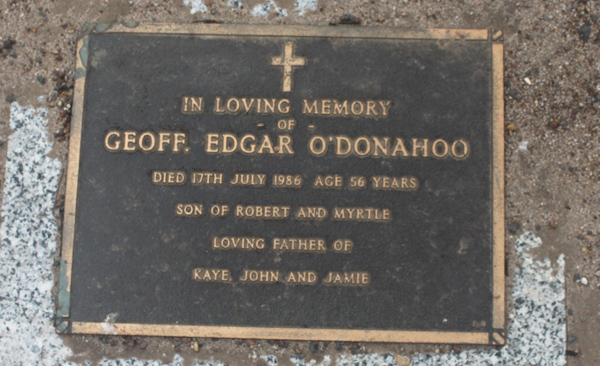 IN LOVING MEMORY
- OF -
GEOFF. EDGAR O'DONAHOO
DIED 17TH JULY 1986 AGE 56 YEARS
SON OF ROBERT AND MYRTLE
LOVING FATHER OF
KAYE, JOHN AND JAMIE